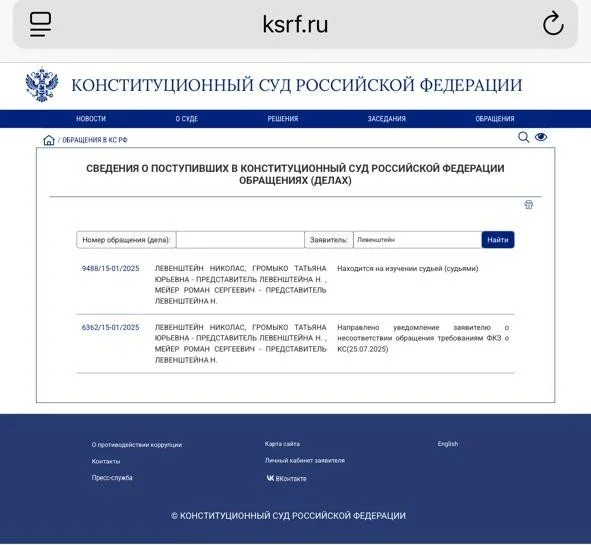 ksrf.ru
КОНСТИТУЦИОННЫЙ СУД РОССИЙСКОЙ ФЕДЕРАЦИИ
НОВОСТИ О СУДЕ РЕШЕНИЯ ЗАСЕДАНИЯ ОБРАЩЕНИЯ
/ ОБРАЩЕНИЯ В КС РФ
СВЕДЕНИЯ О ПОСТУПИВШИХ В КОНСТИТУЦИОННЫЙ СУД РОССИЙСКОЙ ФЕДЕРАЦИИ
ОБРАЩЕНИЯХ (ДЕЛАХ)
Номер обращения (дела): Заявитель: Левенштейн Найти
9488/15-01/2025 ЛЕВЕНШТЕЙН НИКОЛАС, ГРОМЫКО ТАТЬЯНА Находится на изучении судьей (судьями)
ЮРЬЕВНА - ПРЕДСТАВИТЕЛЬ ЛЕВЕНШТЕЙНА Н. ,
МЕЙЕР РОМАН СЕРГЕЕВИЧ - ПРЕДСТАВИТЕЛЬ
ЛЕВЕНШТЕЙНА Н.
6362/15-01/2025 ЛЕВЕНШТЕЙН НИКОЛАС, ГРОМЫКО ТАТЬЯНА Направлено уведомление заявителю о
ЮРЬЕВНА - ПРЕДСТАВИТЕЛЬ ЛЕВЕНШТЕЙНА Н. , несоответствии обращения требованиям ФКЗ о
МЕЙЕР РОМАН СЕРГЕЕВИЧ - ПРЕДСТАВИТЕЛЬ КС(25.07.2025)
ЛЕВЕНШТЕЙНА Н.
О противодействии коррупции Карта сайта English
Контакты Личный кабинет заявителя
Пресс-служба ВКонтакте
© КОНСТИТУЦИОННЫЙ СУД РОССИЙСКОЙ ФЕДЕРАЦИИ